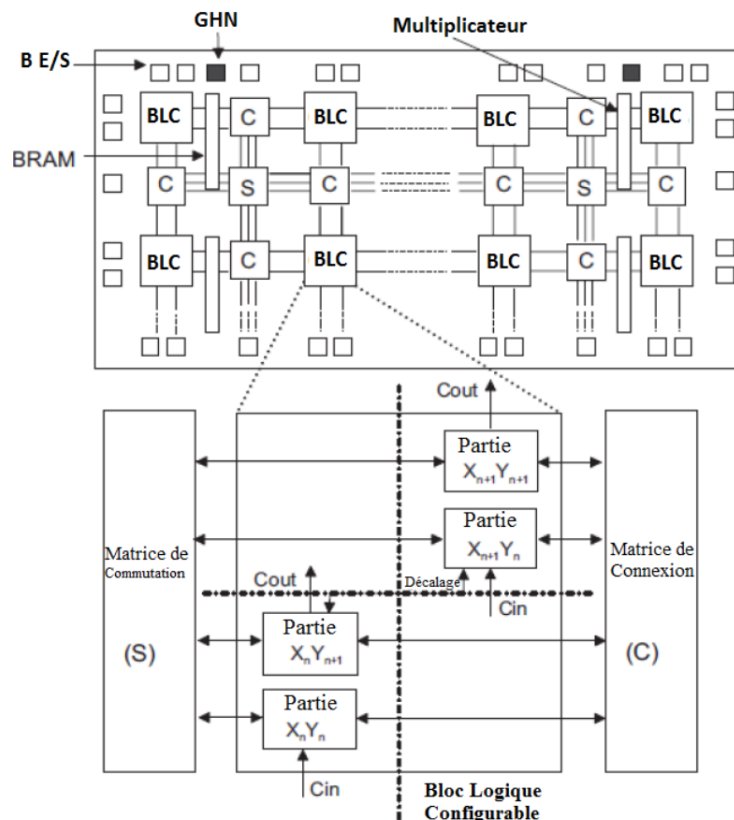 GHN
Multiplicateur
B E/S
BLC C BLC BLC C BLC
BRAM
C S C C S C
BLC C BLC BLC C BLC
Cout
Partie
Xn+1Yn+1
Partie
Xn+1Yn
Matrice de
Commutation
Matrice de
Connexion
Cout
Décalage
Cin
Partie
XnYn+1
(S)
(C)
Partie
XnYn
Cin
Bloc Logique
Configurable